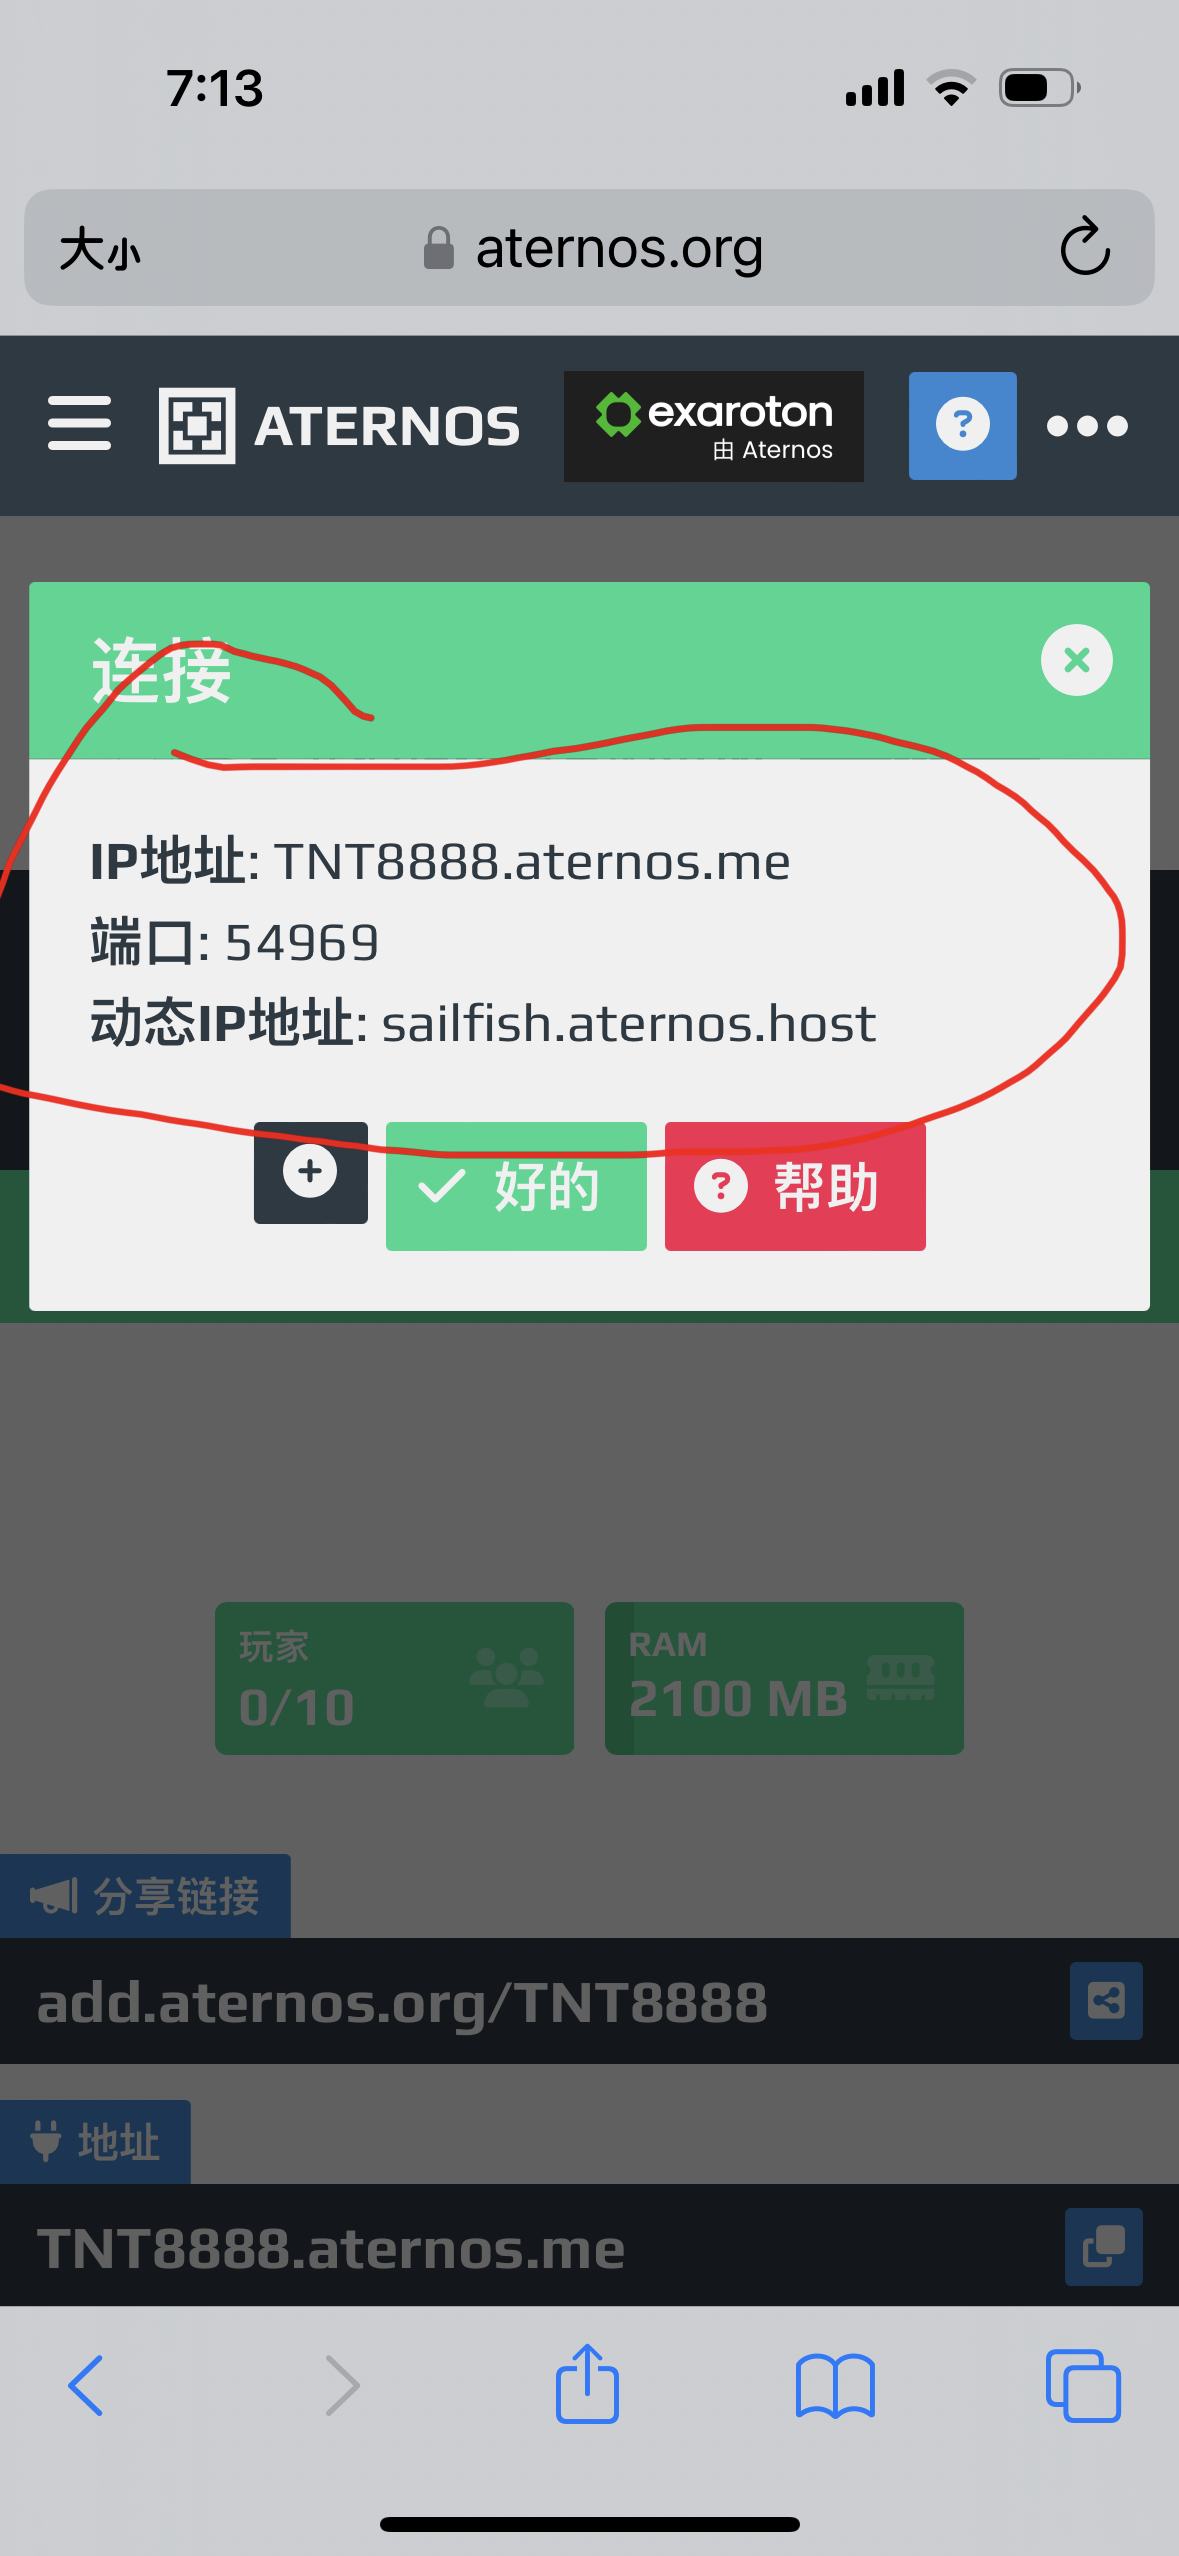 7:13
大小
aternos.org
ATERNOS
exaroton
由 Aternos
连接
IP地址: TNT8888.aternos.me
端口: 54969
动态IP地址: sailfish.aternos.host
好的
帮助
玩家
0/10
RAM
2100 MB
分享链接
add.aternos.org/TNT8888
地址
TNT8888.aternos.me